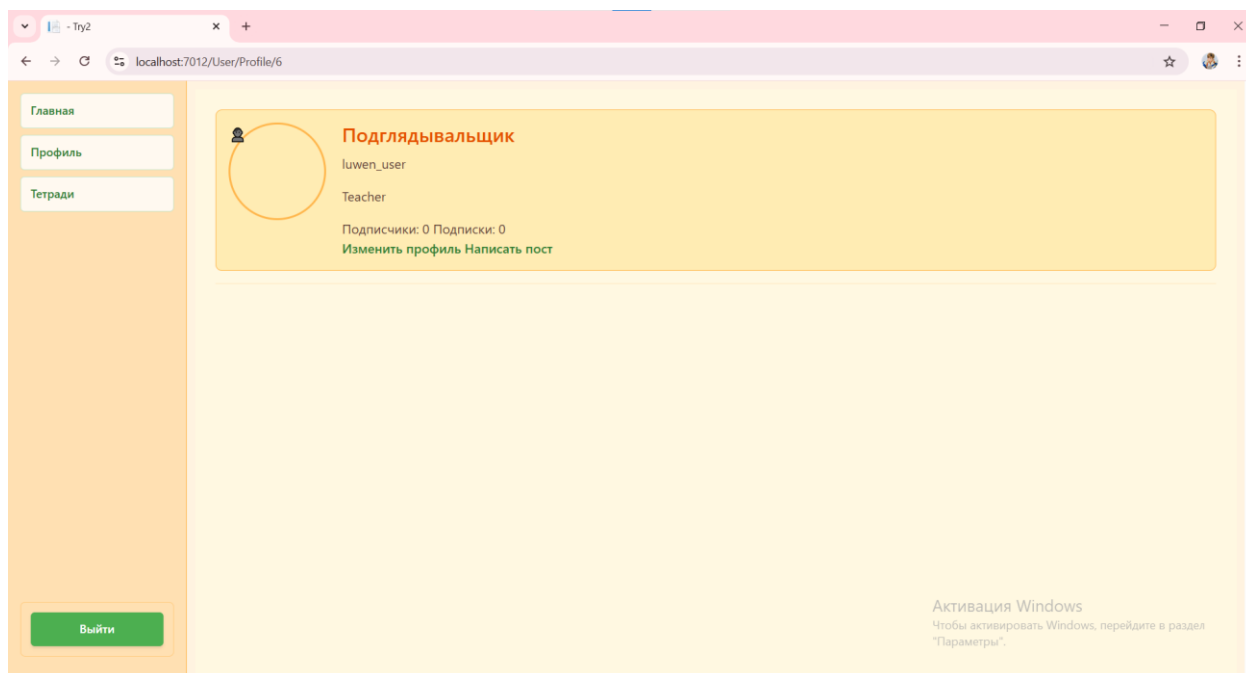 - Try2
localhost:7012/User/Profile/6
Главная
Профиль
Тетради
Подглядывальщик
luwen_user
Teacher
Подписчики: 0 Подписки: 0
Изменить профиль Написать пост
Выйти
Активация Windows
Чтобы активировать Windows, перейдите в раздел
"Параметры".